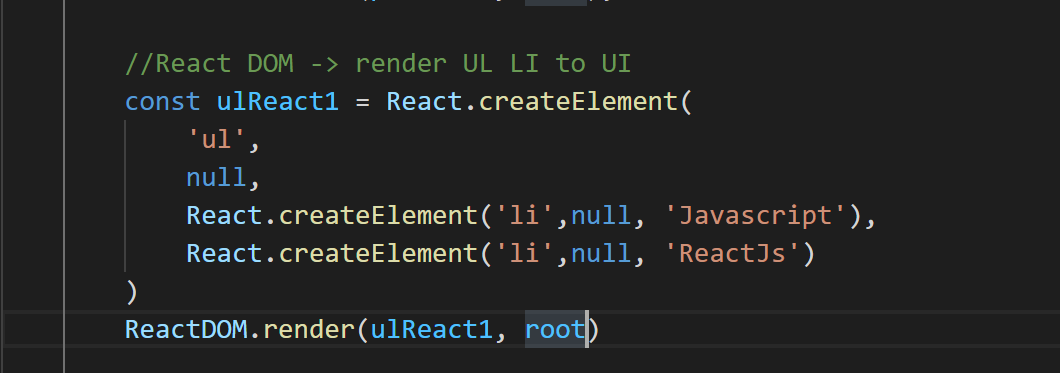 //React DOM -> render UL LI to UI
const ulReact1 = React.createElement(
'ul',
null,
React.createElement('li',null, 'Javascript'),
React.createElement('li',null, 'ReactJs')
)
ReactDOM.render(ulReact1, root)